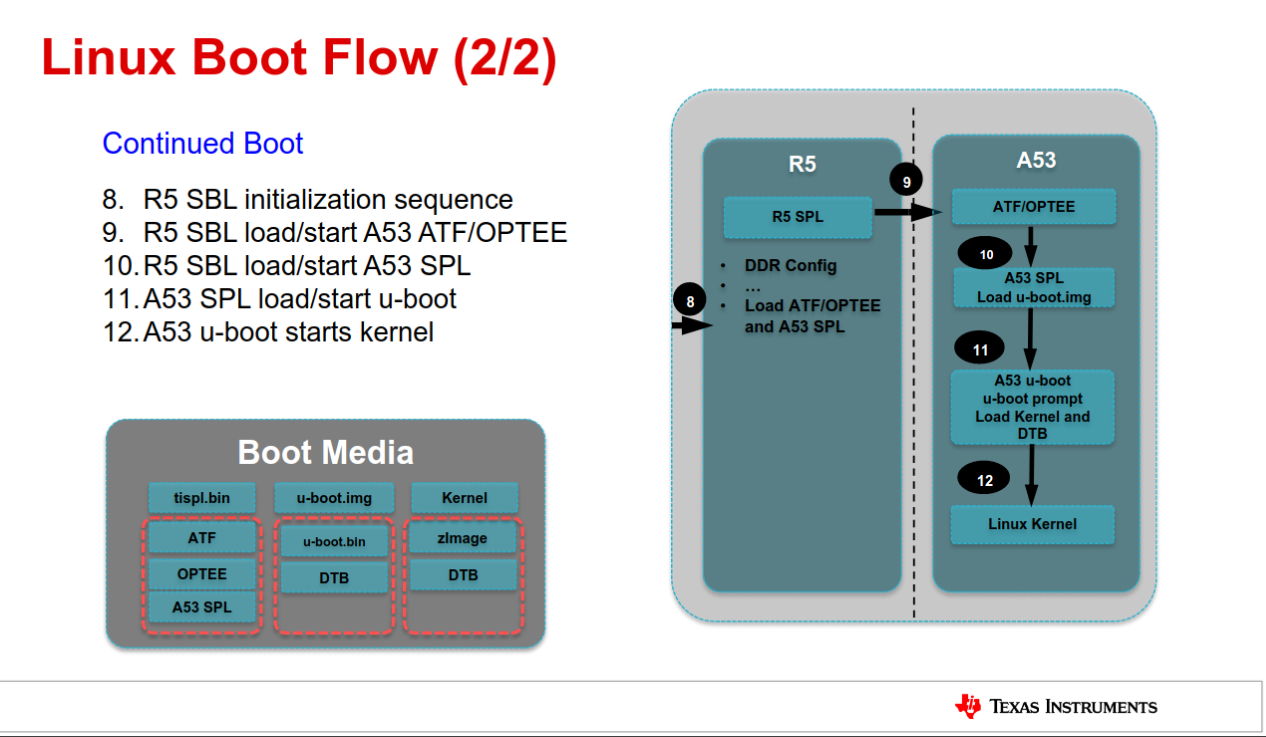 Linux Boot Flow (2/2)
Continued Boot
8. R5 SBL initialization sequence
9. R5 SBL load/start A53 ATF/OPTEE
10. R5 SBL load/start A53 SPL
11. A53 SPL load/start u-boot
12. A53 u-boot starts kernel
Boot Media
tispl.bin
ATF
OPTEE
A53 SPL
u-boot.img
u-boot.bin
DTB
Kernel
zImage
DTB
8
R5
R5 SPL
• DDR Config
• …
• Load ATF/OPTEE
and A53 SPL
9
A53
ATF/OPTEE
10
A53 SPL
Load u-boot.img
11
A53 u-boot
u-boot prompt
Load Kernel and
DTB
12
Linux Kernel
TEXAS INSTRUMENTS